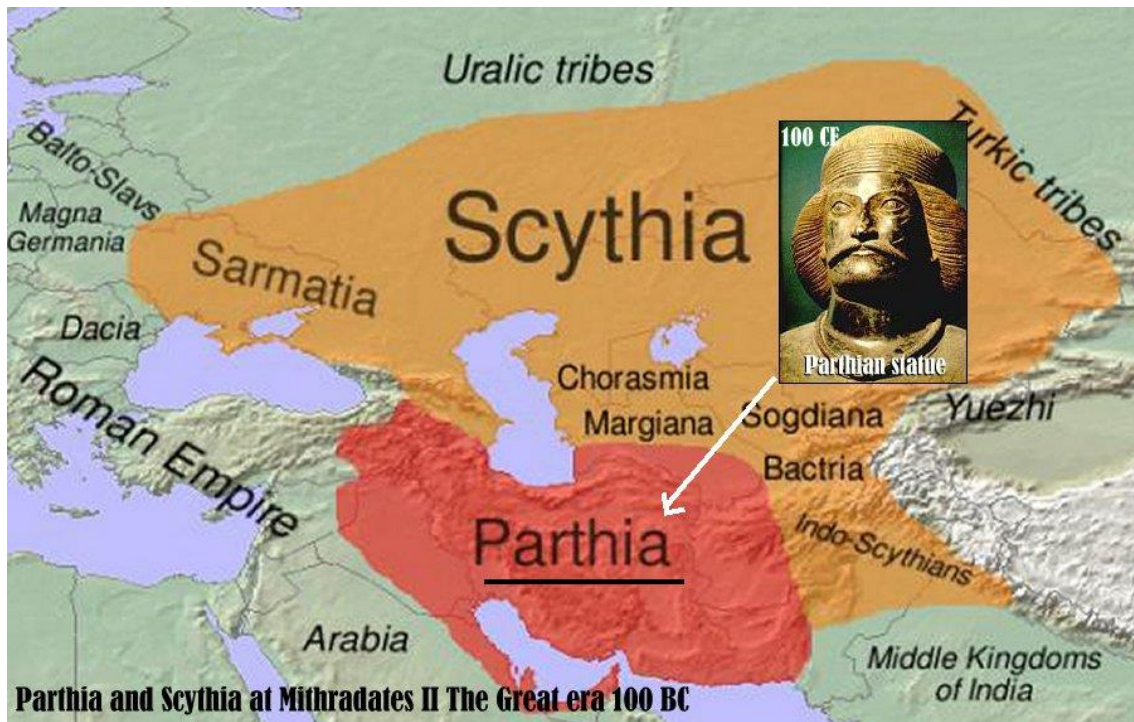 Uralic tribes
100 CE
Turkic tribes
Balto-Slavs
Magna
Germania
Scythia
Sarmatia
Dacia
Parthian statue
Roman Empire
Chorasmia
Margiana
Sogdiana
Yuezhi
Bactria
Parthia
Indo-Scythians
Arabia
Middle Kingdoms
of India
Parthia and Scythia at Mithradates II The Great era 100 BC